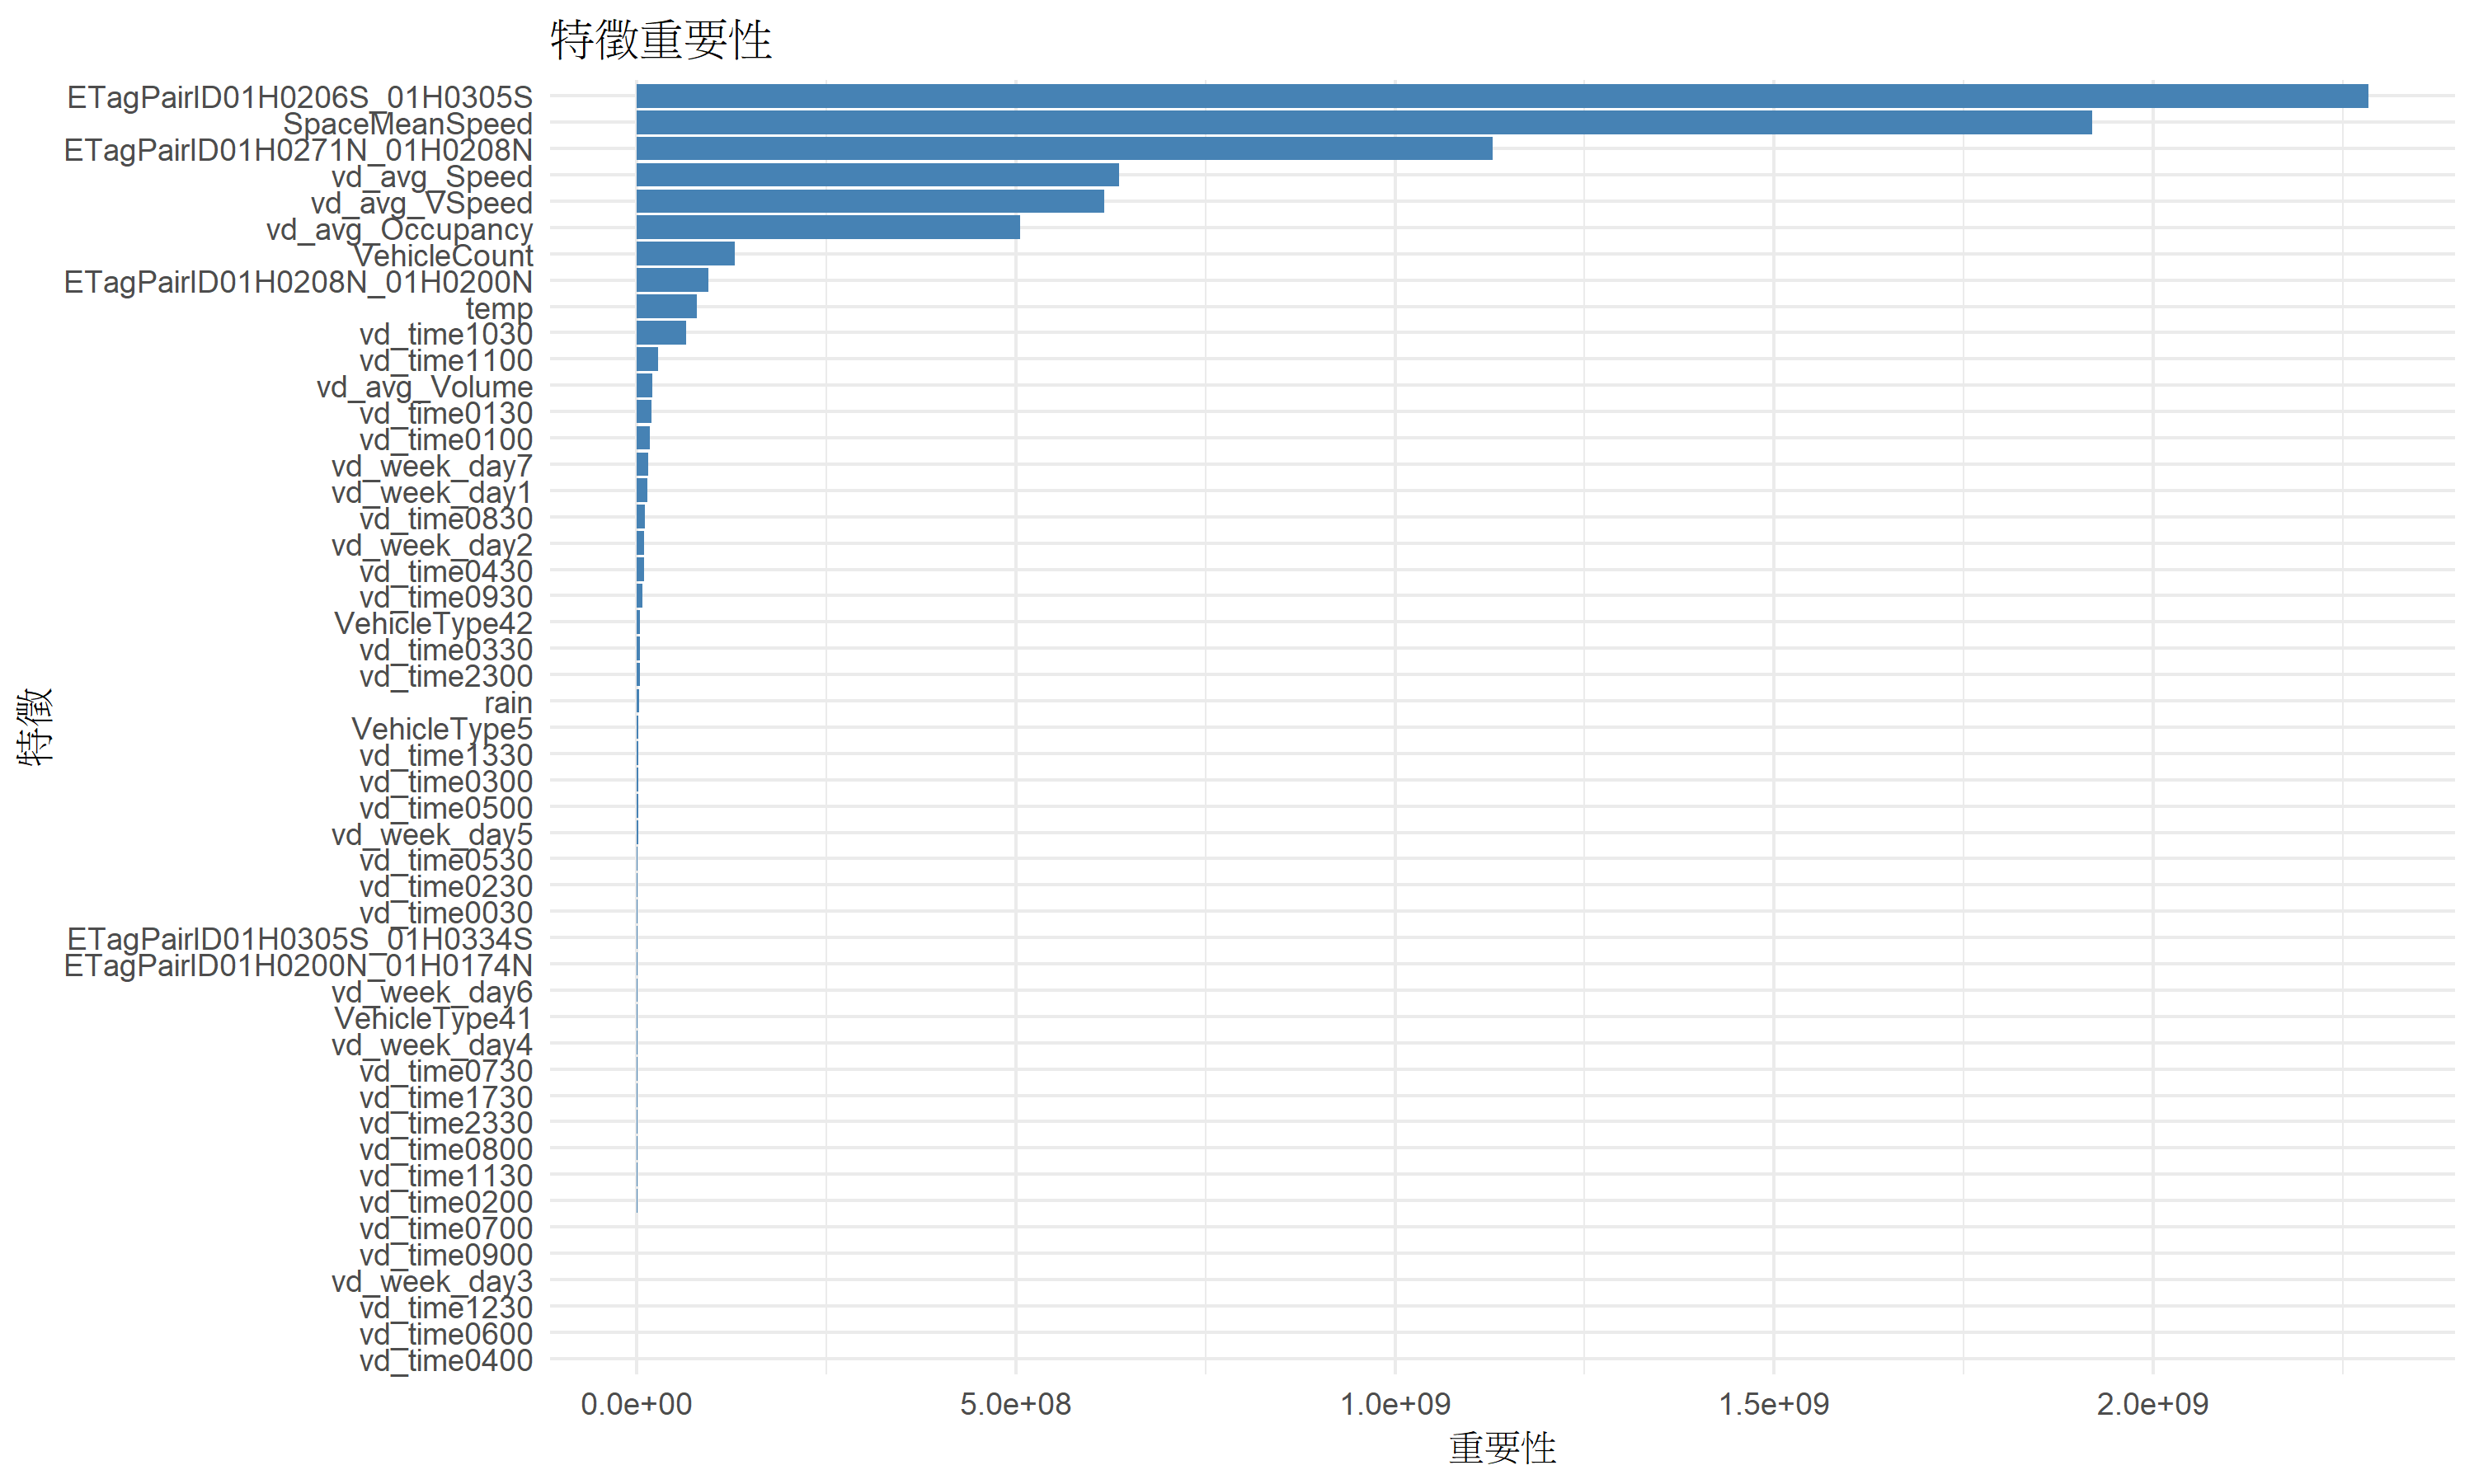 特徵重要性
ETagPairID01H0206S_01H0305S
SpaceMeanSpeed
ETagPairID01H0271N_01H0208N
vd_avg_Speed
vd_avg_VSpeed
vd_avg_Occupancy
VehicleCount
ETagPairID01H0208N_01H0200N
temp
vd_time1030
vd_time1100
vd_avg_Volume
vd_time0130
vd_time0100
vd_week_day7
vd_week_day1
vd_time0830
vd_week_day2
vd_time0430
vd_time0930
VehicleType42
vd_time0330
vd_time2300
rain
VehicleType5
vd_time1330
vd_time0300
vd_time0500
vd_week_day5
vd_time0530
vd_time0230
vd_time0030
ETagPairID01H0305S_01H0334S
ETagPairID01H0200N_01H0174N
vd_week_day6
VehicleType41
vd_week_day4
vd_time0730
vd_time1730
vd_time2330
vd_time0800
vd_time1130
vd_time0200
vd_time0700
vd_time0900
vd_week_day3
vd_time1230
vd_time0600
vd_time0400
特徵
0.0e+00 5.0e+08 1.0e+09 1.5e+09 2.0e+09
重要性